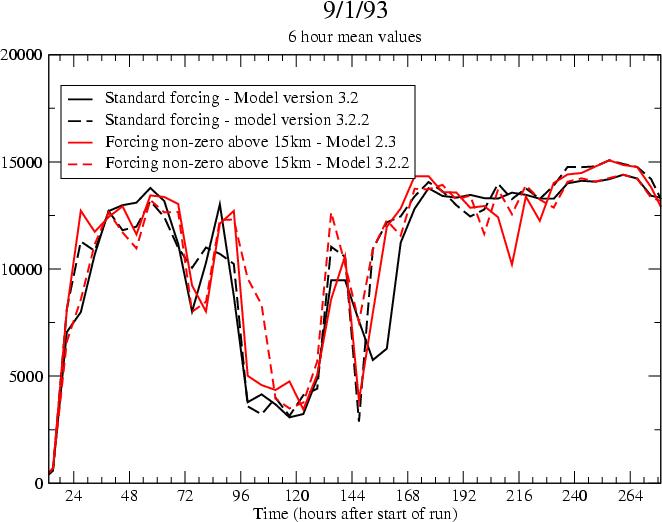 9/1/93
6 hour mean values
20000
15000
10000
5000
0
Standard forcing - Model version 3.2
Standard forcing - model version 3.2.2
Forcing non-zero above 15km - Model 2.3
Forcing non-zero above 15km - Model 3.2.2
24 48 72 96 120 144 168 192 216 240 264
Time (hours after start of run)